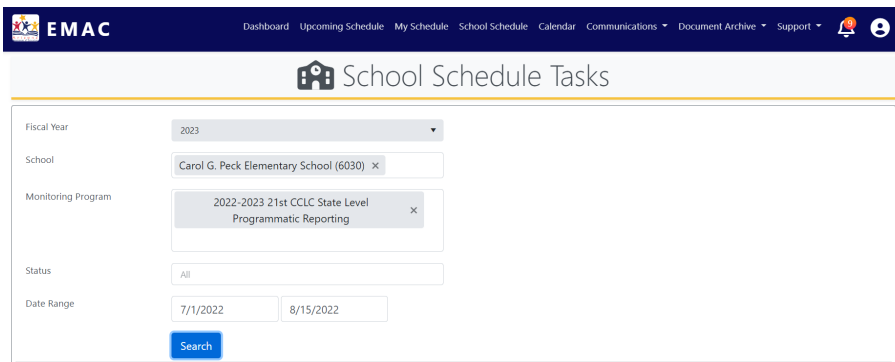 EMAC
Dashboard Upcoming Schedule My Schedule School Schedule Calendar Communications Document Archive Support 9
School Schedule Tasks
Fiscal Year 2023
School Carol G. Peck Elementary School (6030) ×
Monitoring Program 2022-2023 21st CCLC State Level
Programmatic Reporting ×
Status All
Date Range 7/1/2022 8/15/2022
Search